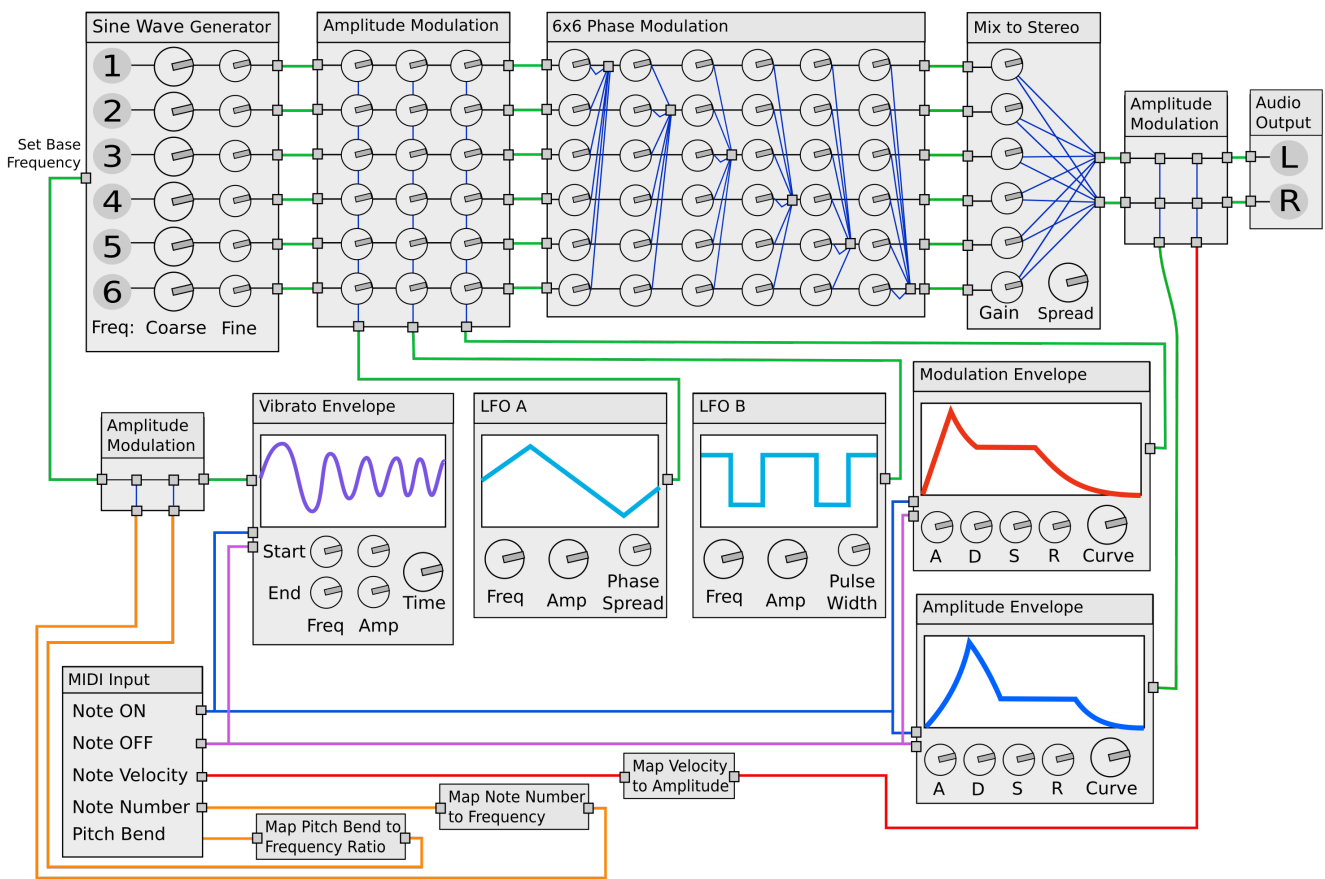 Sine Wave Generator
1
2
3
4
5
6
Freq: Coarse Fine
Set Base
Frequency
Amplitude Modulation
6x6 Phase Modulation
Mix to Stereo
Gain Spread
Amplitude
Modulation
Audio
Output
L
R
Amplitude
Modulation
Vibrato Envelope
Start
End
Freq Amp
Time
LFO A
Freq Amp
Phase
Spread
LFO B
Freq Amp
Pulse
Width
Modulation Envelope
A D S R Curve
Amplitude Envelope
A D S R Curve
MIDI Input
Note ON
Note OFF
Note Velocity
Note Number
Pitch Bend
Map Pitch Bend to
Frequency Ratio
Map Note Number
to Frequency
Map Velocity
to Amplitude